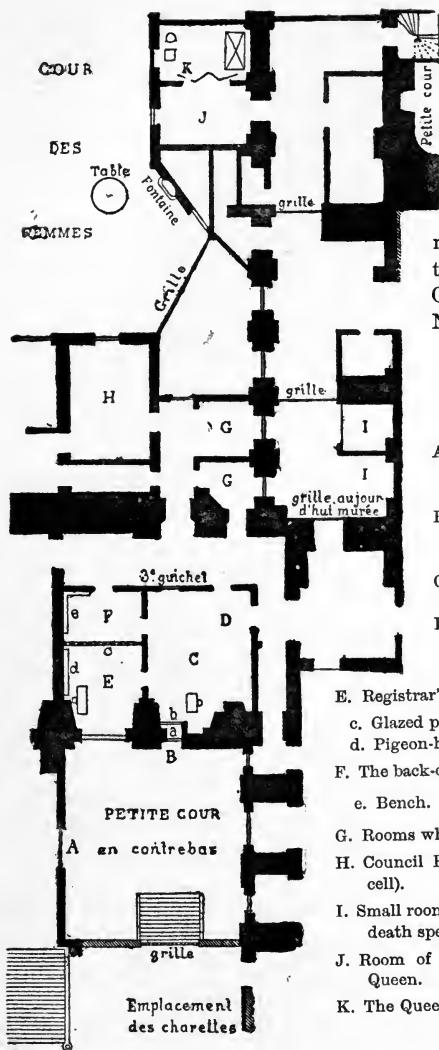 COUR
DES
FEMMES
Table
Fontaine
K
J
Petite cour
grille
Grille
H
G
G
grille
I
I
grille aujour
d'hui murée
3e guichet
e
F
D
c
d
E
C
b
a
B
PETITE COUR
A
en contrebas
grille
Emplacement
des charettes
E. Registrar's
c. Glazed p
d. Pigeon-h
F. The back-o
e. Bench.
G. Rooms wh
H. Council H
cell).
I. Small room
death spe
J. Room of
Queen.
K. The Quee